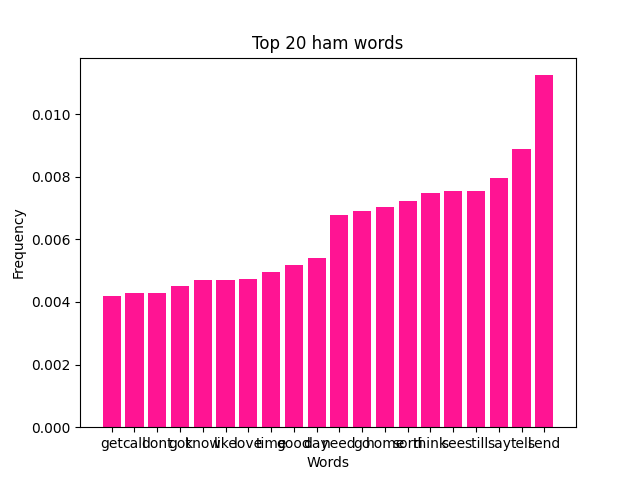 Top 20 ham words
Frequency
0.010
0.008
0.006
0.004
0.002
0.000
get call dont got know like love time good day need go home sorri think see still say tell send
Words